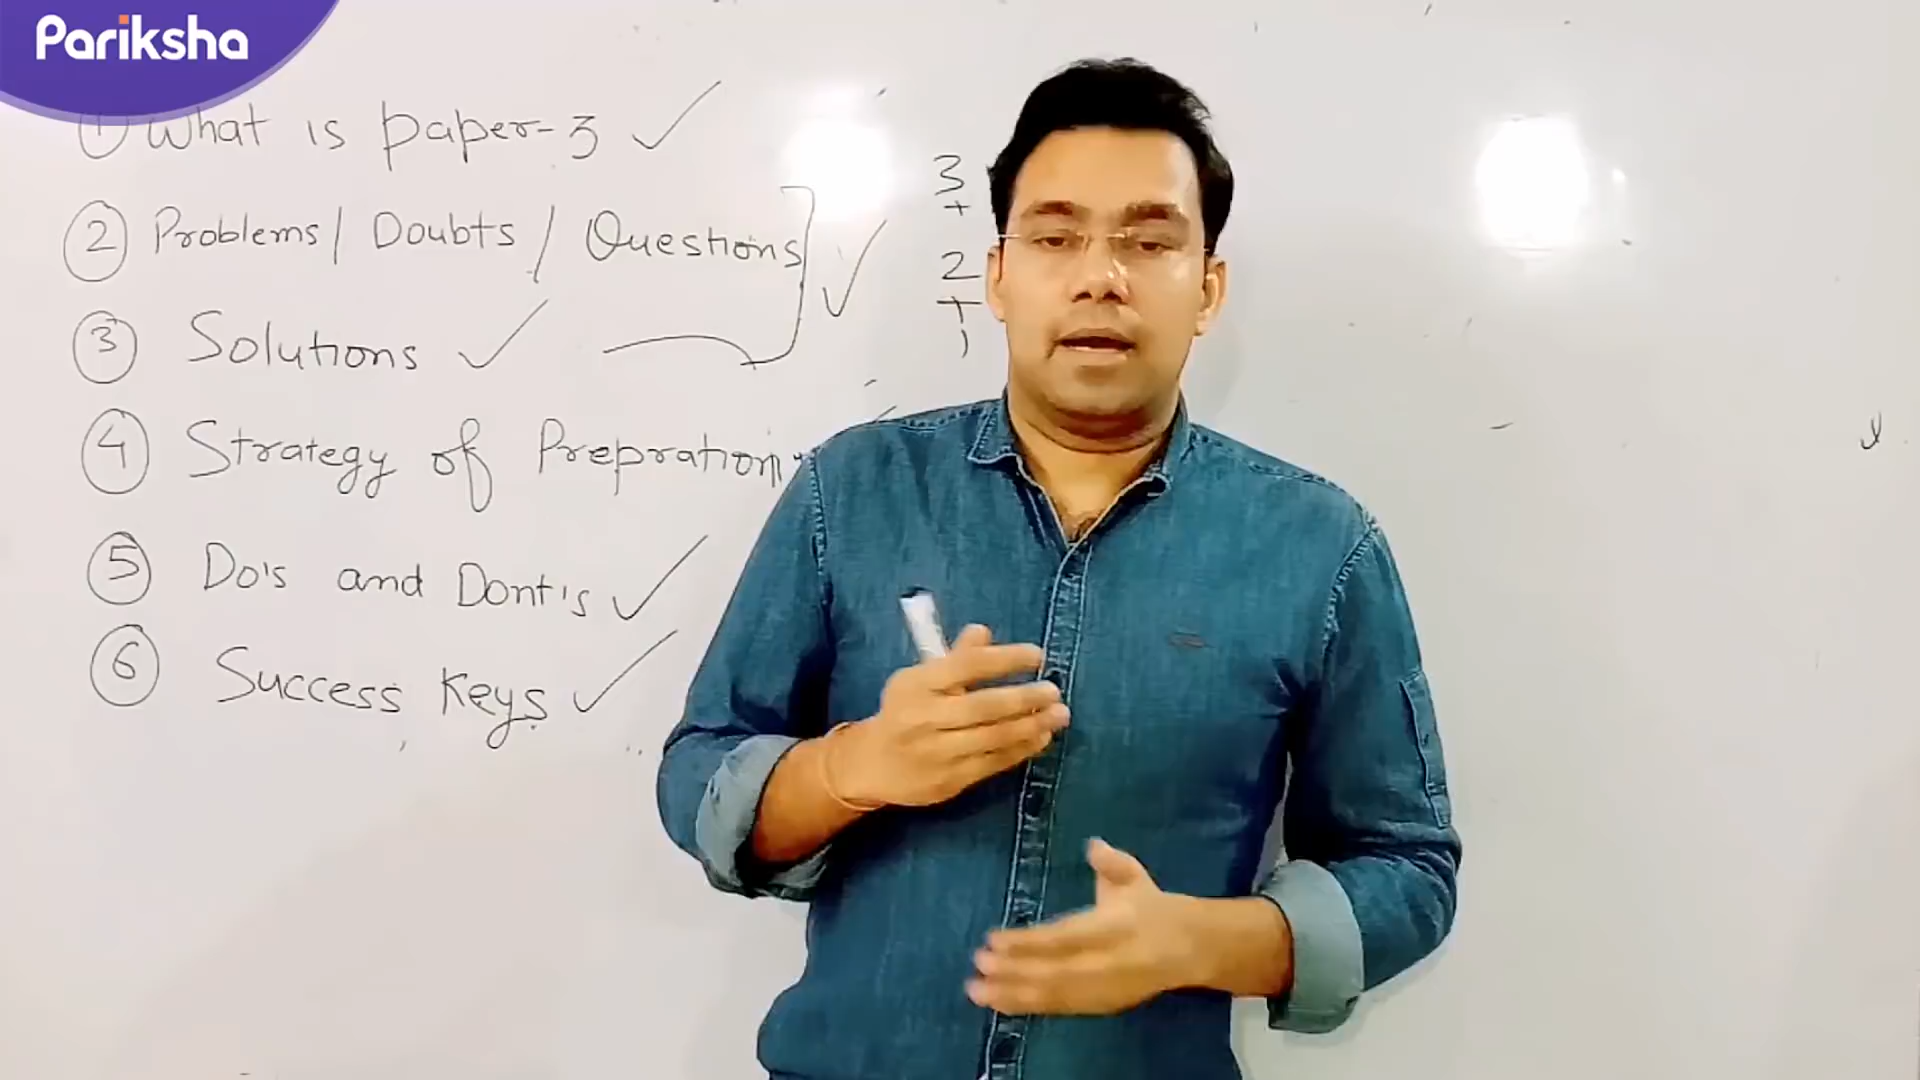 Pariksha
1 What is paper-3
2 Problems / Doubts / Questions
3 Solutions
4 Strategy of Prepration
5 Do's and Dont's
6 Success Keys
3
+
2
+
1